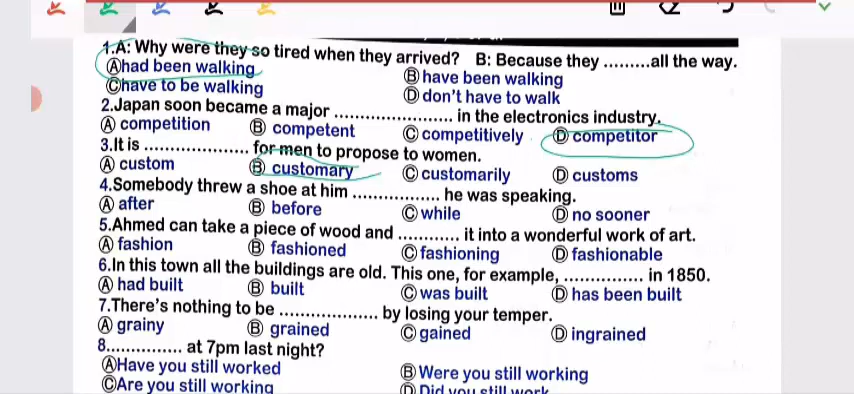 1.A: Why were they so tired when they arrived? B: Because they .........all the way.
Ⓐhad been walking Ⓑhave been walking
Ⓒhave to be walking Ⓓdon't have to walk
2.Japan soon became a major ........................ in the electronics industry.
Ⓐ competition Ⓑ competent Ⓒcompetitively Ⓓ competitor
3.It is ..................... for men to propose to women.
Ⓐ custom Ⓑ customary Ⓒcustomarily Ⓓ customs
4.Somebody threw a shoe at him ................. he was speaking.
Ⓐ after Ⓑ before Ⓒ while Ⓓ no sooner
5.Ahmed can take a piece of wood and ............ it into a wonderful work of art.
Ⓐ fashion Ⓑ fashioned Ⓒ fashioning Ⓓ fashionable
6.In this town all the buildings are old. This one, for example, ............... in 1850.
Ⓐ had built Ⓑ built Ⓒ was built Ⓓ has been built
7.There's nothing to be .................... by losing your temper.
Ⓐ grainy Ⓑ grained Ⓒ gained Ⓓ ingrained
8............... at 7pm last night?
ⒶHave you still worked Ⓑ Were you still working
ⒸAre you still working Ⓓ Did you still work